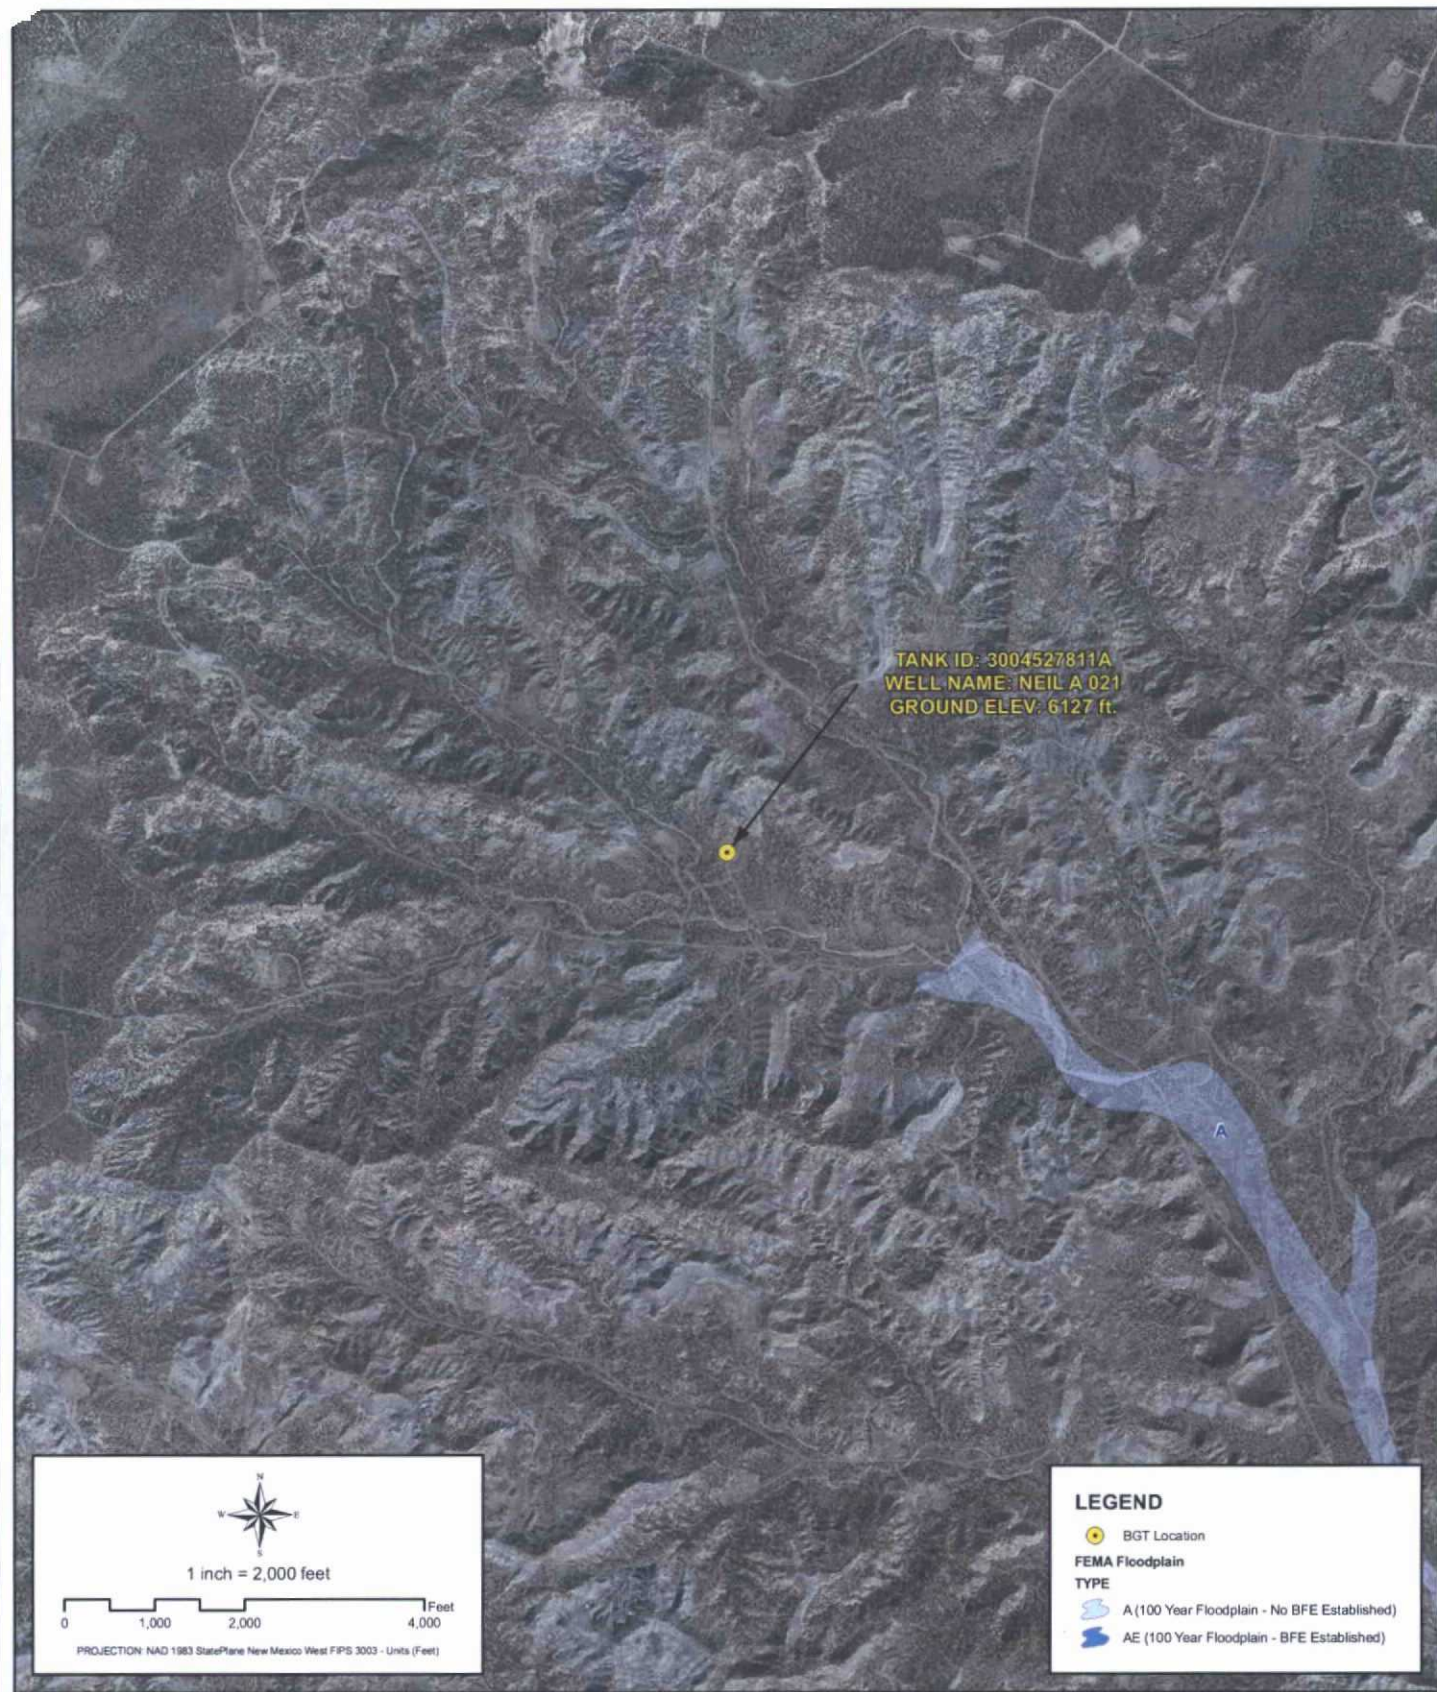 TANK ID: 3004527811A
WELL NAME: NEIL A 021
GROUND ELEV: 6127 ft.
A
N
W E
S
1 inch = 2,000 feet
Feet
0 1,000 2,000 4,000
PROJECTION: NAD 1983 StatePlane New Mexico West FIPS 3003 - Units (Feet)
LEGEND
BGT Location
FEMA Floodplain
TYPE
A (100 Year Floodplain - No BFE Established)
AE (100 Year Floodplain - BFE Established)